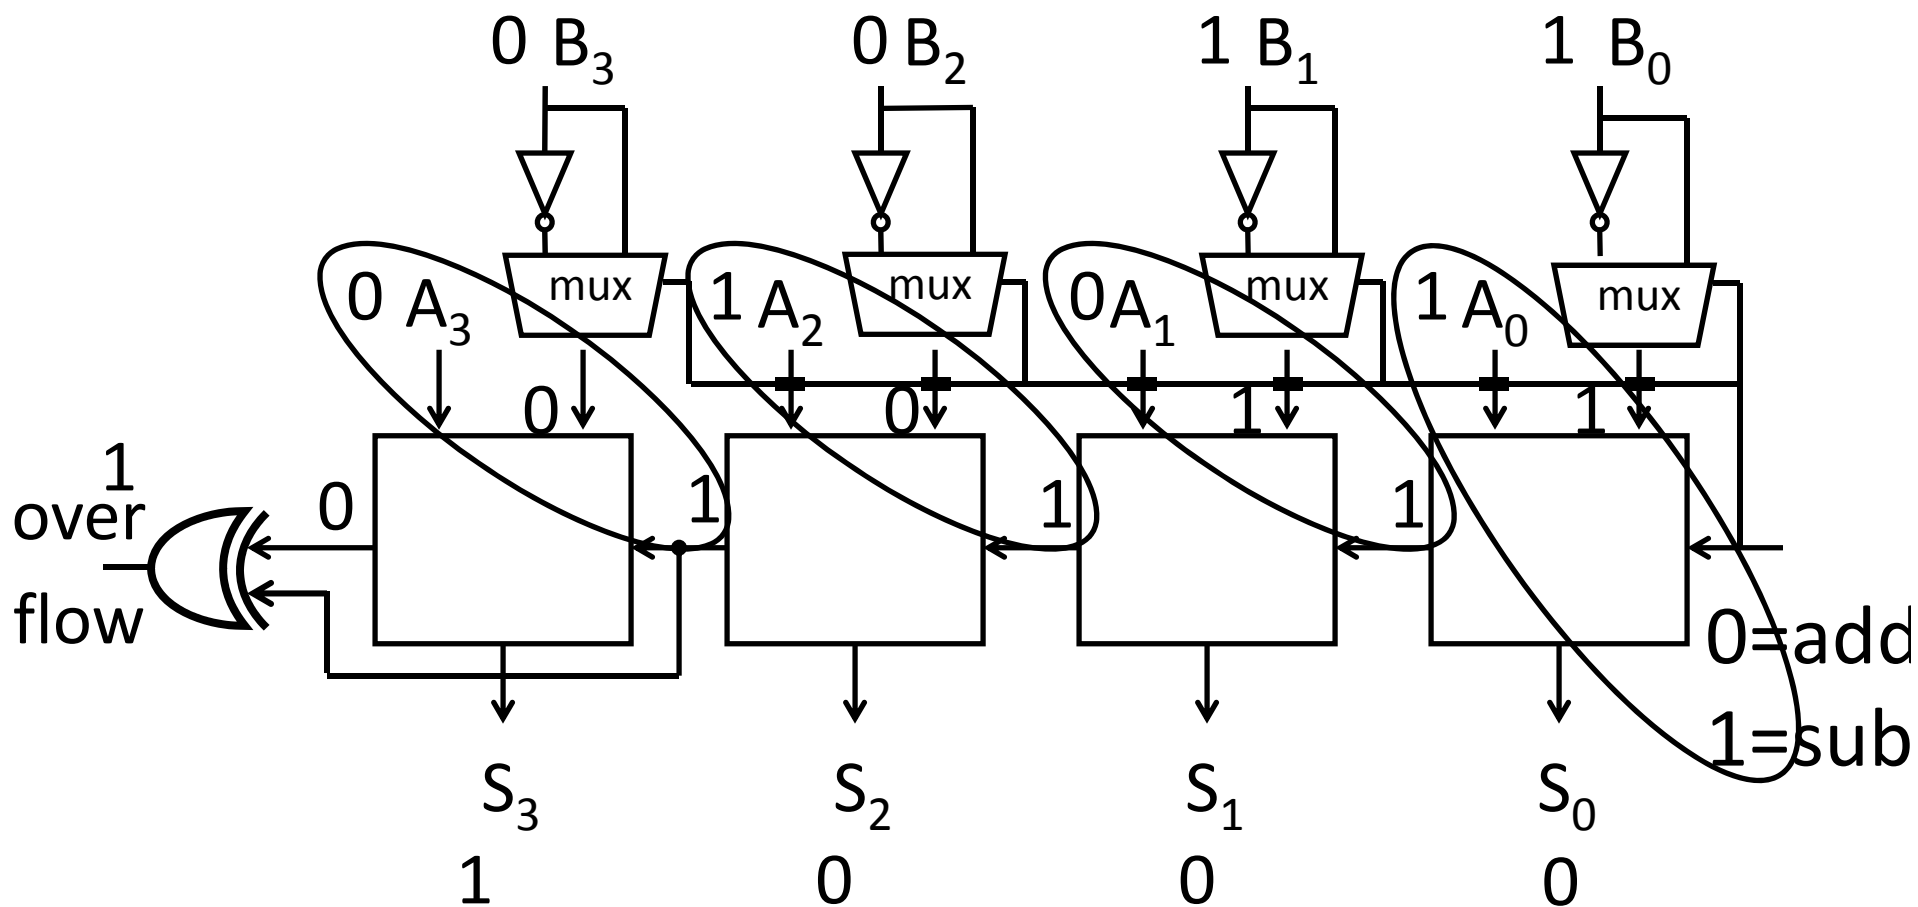 0 B3 0 B2 1 B1 1 B0
mux mux mux mux
0 A3 1 A2 0 A1 1 A0
0 0 1 1
1
over 0 1 1 1
flow
0=add
1=sub
S3 S2 S1 S0
1 0 0 0